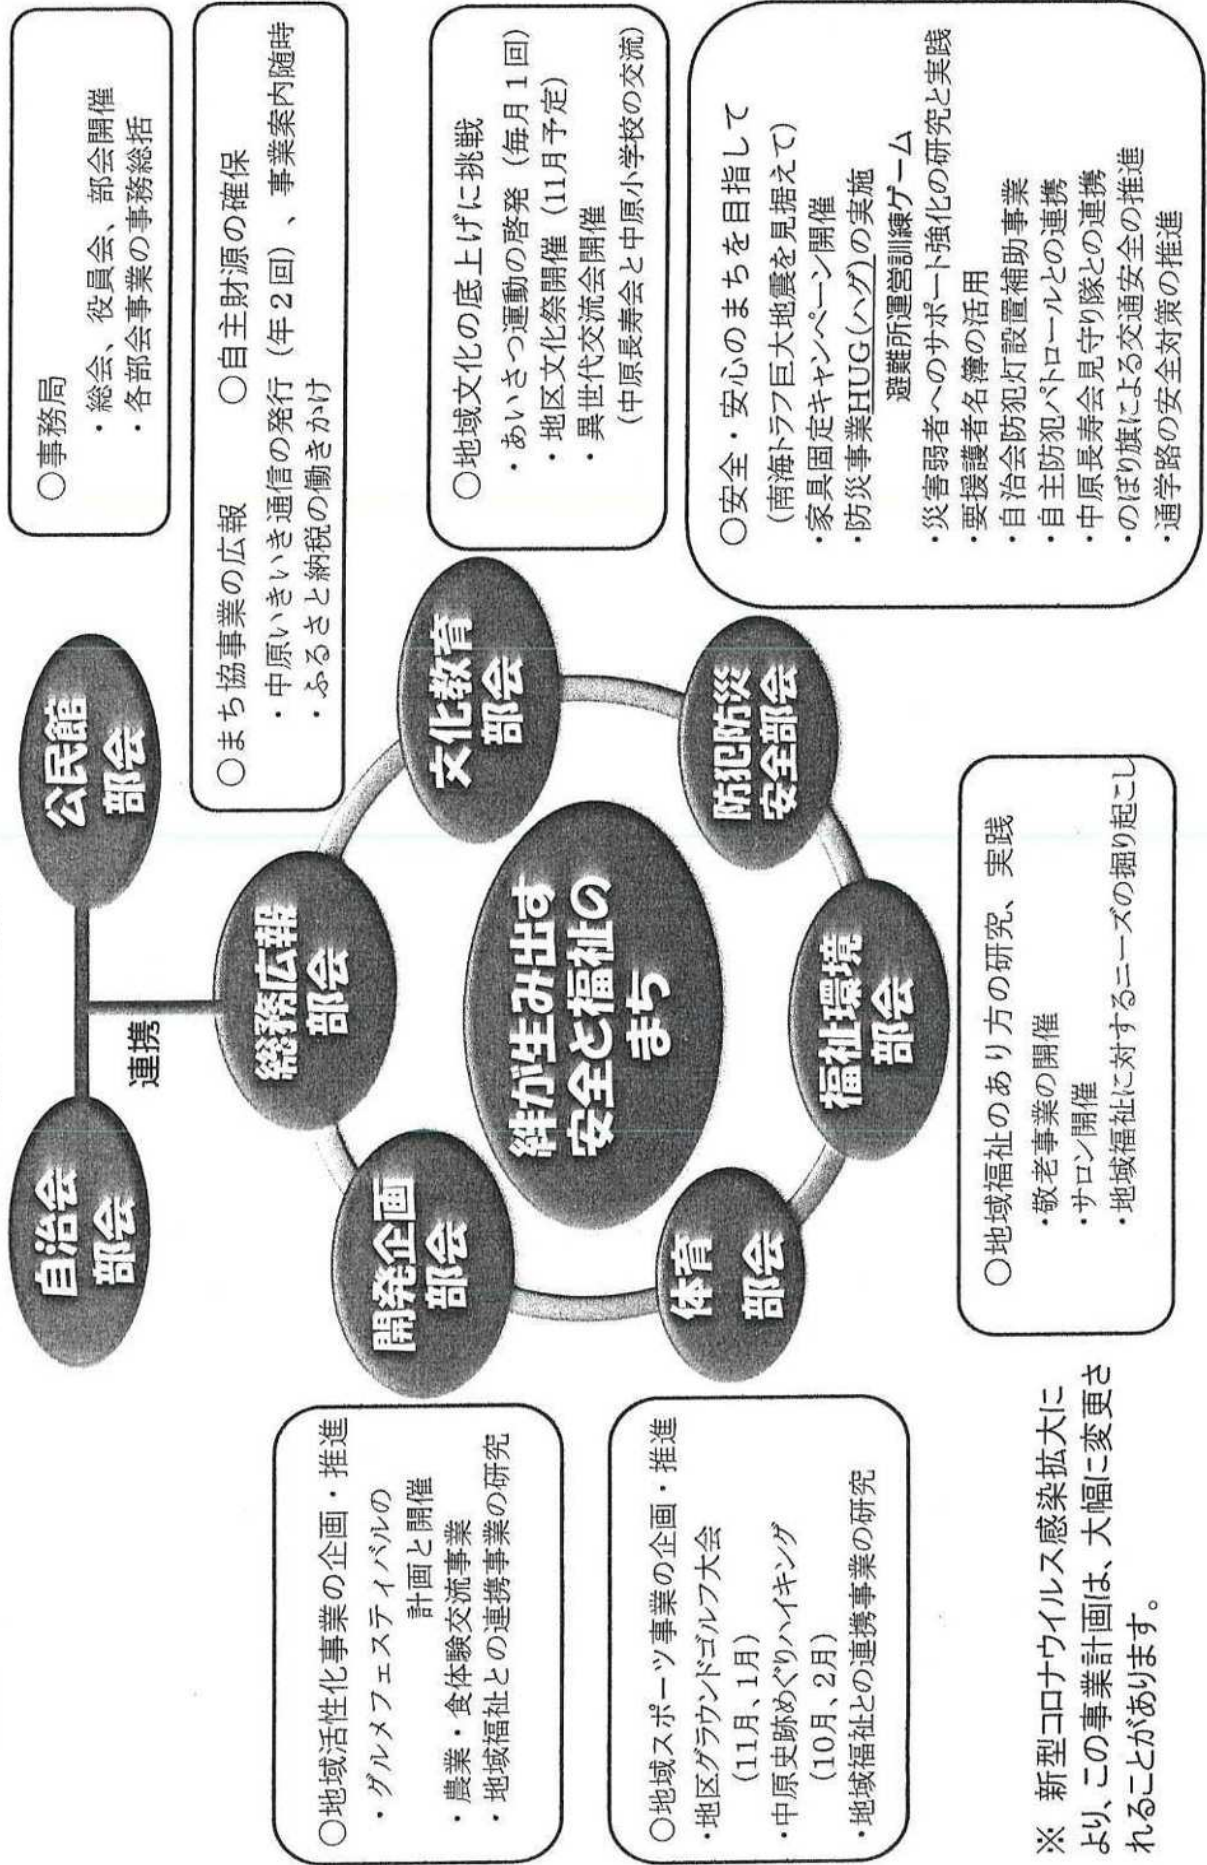 自治会
部会
公民館
部会
連携
総務広報
部会
開発企画
部会
文化教育
部会
体育
部会
防犯防災
安全部会
福祉環境
部会
絆が生み出す
安全と福祉の
まち
○事務局
・総会、役員会、部会開催
・各部会事業の事務総括
○まち協事業の広報　○自主財源の確保
・中原いきいき通信の発行（年２回）、事業案内随時
・ふるさと納税の働きかけ
○地域文化の底上げに挑戦
・あいさつ運動の啓発（毎月１回）
・地区文化祭開催（11月予定）
・異世代交流会開催
（中原長寿会と中原小学校の交流）
○安全・安心のまちを目指して
（南海トラフ巨大地震を見据えて）
・家具固定キャンペーン開催
・防災事業HUG（ハグ）の実施
避難所運営訓練ゲーム
・災害弱者へのサポート強化の研究と実践
・要援護者名簿の活用
・自治会防犯灯設置補助事業
・自主防犯パトロールとの連携
・中原長寿会見守り隊との連携
・のぼり旗による交通安全の推進
・通学路の安全対策の推進
○地域活性化事業の企画・推進
・グルメフェスティバルの
計画と開催
・農業・食体験交流事業
・地域福祉との連携事業の研究
○地域スポーツ事業の企画・推進
・地区グラウンドゴルフ大会
（11月、1月）
・中原史跡めぐりハイキング
（10月、2月）
・地域福祉との連携事業の研究
○地域福祉のあり方の研究、実践
・敬老事業の開催
・サロン開催
・地域福祉に対するニーズの掘り起こし
※　新型コロナウイルス感染拡大に
より、この事業計画は、大幅に変更さ
れることがあります。